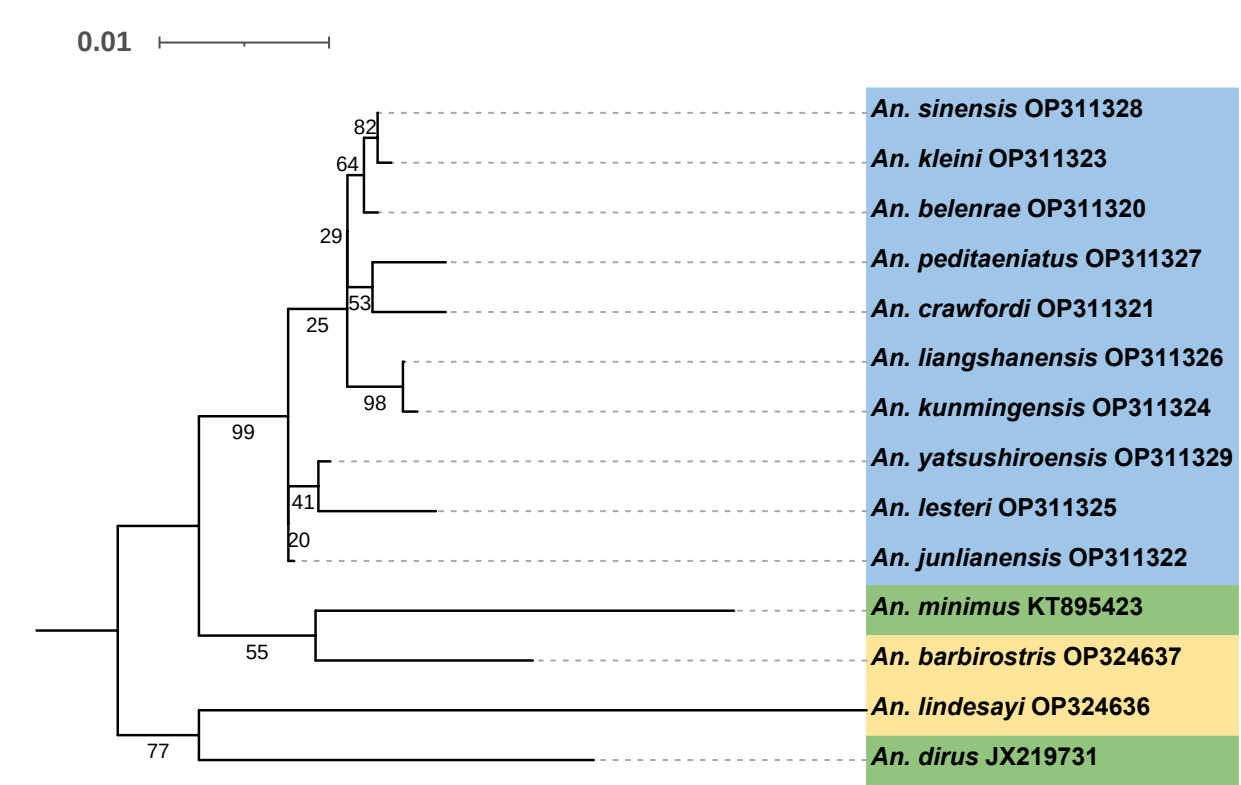 0.01
An. sinensis OP311328
82
An. kleini OP311323
64
An. belenrae OP311320
29
An. peditaeniatus OP311327
53
An. crawfordi OP311321
25
An. liangshanensis OP311326
98
An. kunmingensis OP311324
99
An. yatsushiroensis OP311329
41
An. lesteri OP311325
20
An. junlianensis OP311322
An. minimus KT895423
55
An. barbirostris OP324637
An. lindesayi OP324636
77
An. dirus JX219731